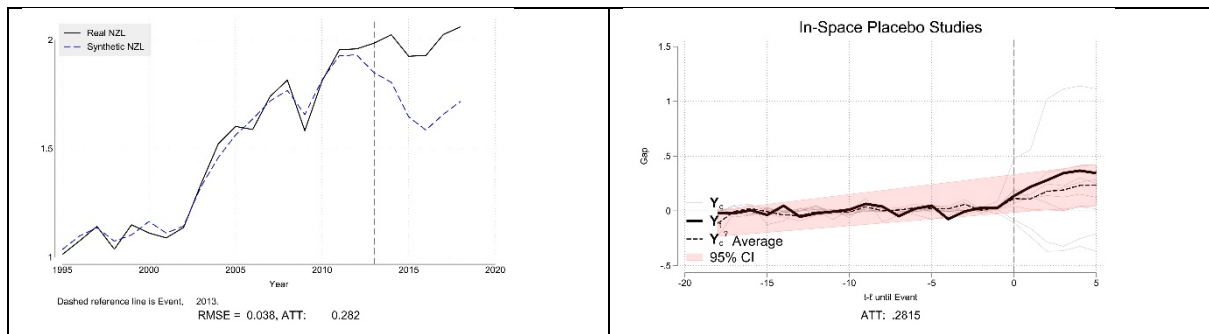 Real NZL
Synthetic NZL
2
1.5
1
1995
2000
2005
2010
2015
2020
Year
Dashed reference line is Event, 2013.
RMSE = 0.038, ATT: 0.282
In-Space Placebo Studies
1.5
1
.5
0
-.5
Gap
Average
95% CI
-20
-15
-10
-5
0
5
until Event
ATT: .2815